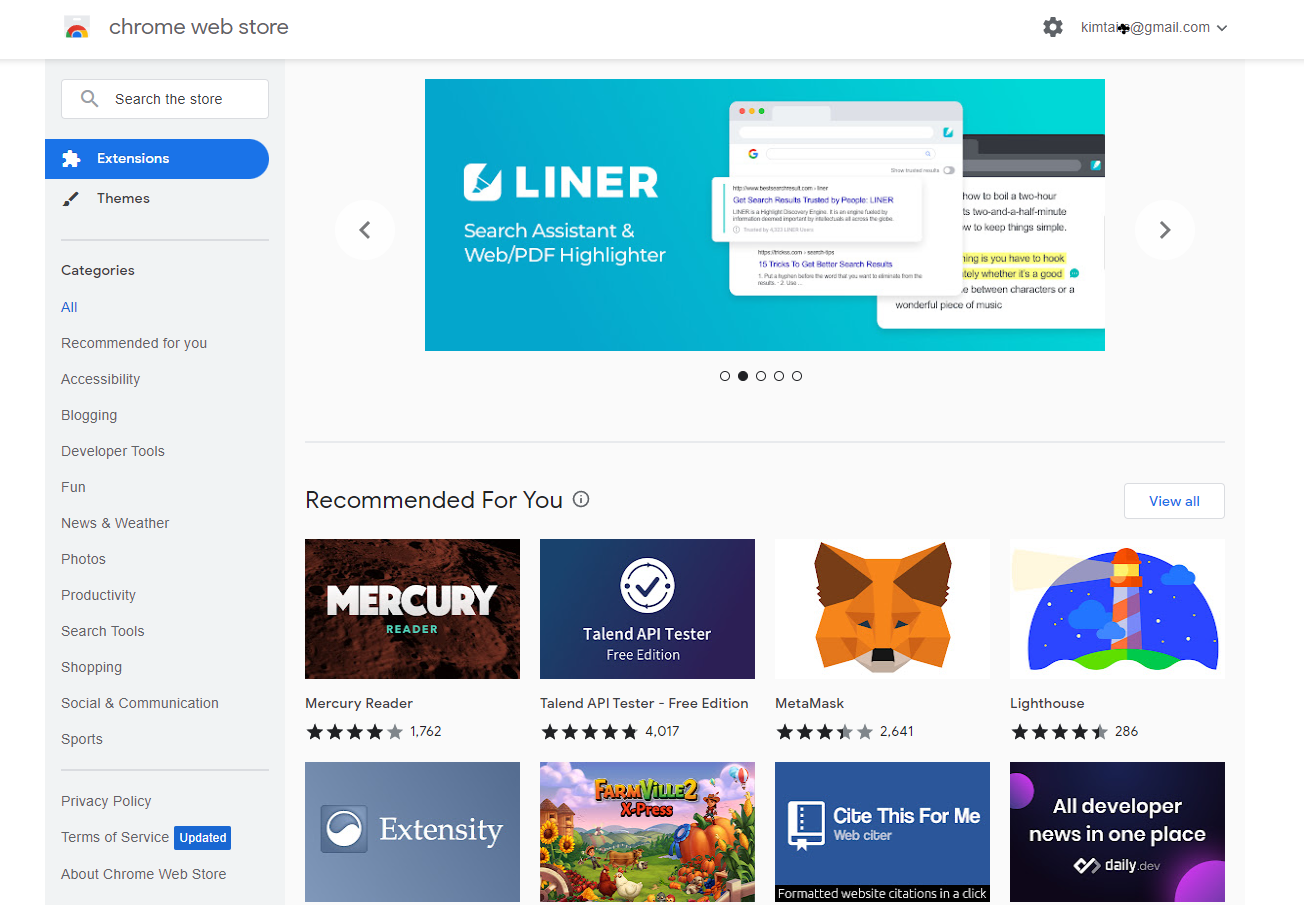 chrome web store
@gmail.com
Search the store
Extensions
Themes
Categories
All
Recommended for you
Accessibility
Blogging
Developer Tools
Fun
News & Weather
Photos
Productivity
Search Tools
Shopping
Social & Communication
Sports
Privacy Policy
Terms of Service Updated
About Chrome Web Store
LINER
Search Assistant &
Web/PDF Highlighter
Show trusted results
http://www.bestsearchresult.com › liner
Get Search Results Trusted by People: LINER
LINER is a Highlight Discovery Engine. It is an engine fueled by
information deemed important by intellectuals all across the globe.
Trusted by 4,323 LINER Users
https://trickss.com › search-tips
15 Tricks To Get Better Search Results
1. Put a hyphen before the word that you want to eliminate from the
results. · 2. Use ...
how to boil a two-hour
ts two-and-a-half-minute
w to keep things simple.
ning is you have to hook
tely whether it's a good
e between characters or a
wonderful piece of music
Recommended For You
View all
MERCURY
READER
Mercury Reader
1,762
Talend API Tester
Free Edition
Talend API Tester - Free Edition
4,017
MetaMask
2,641
Lighthouse
286
Extensity
FARMVILLE 2
X-Press
Cite This For Me
Web citer
Formatted website citations in a click
All developer
news in one place
daily.dev